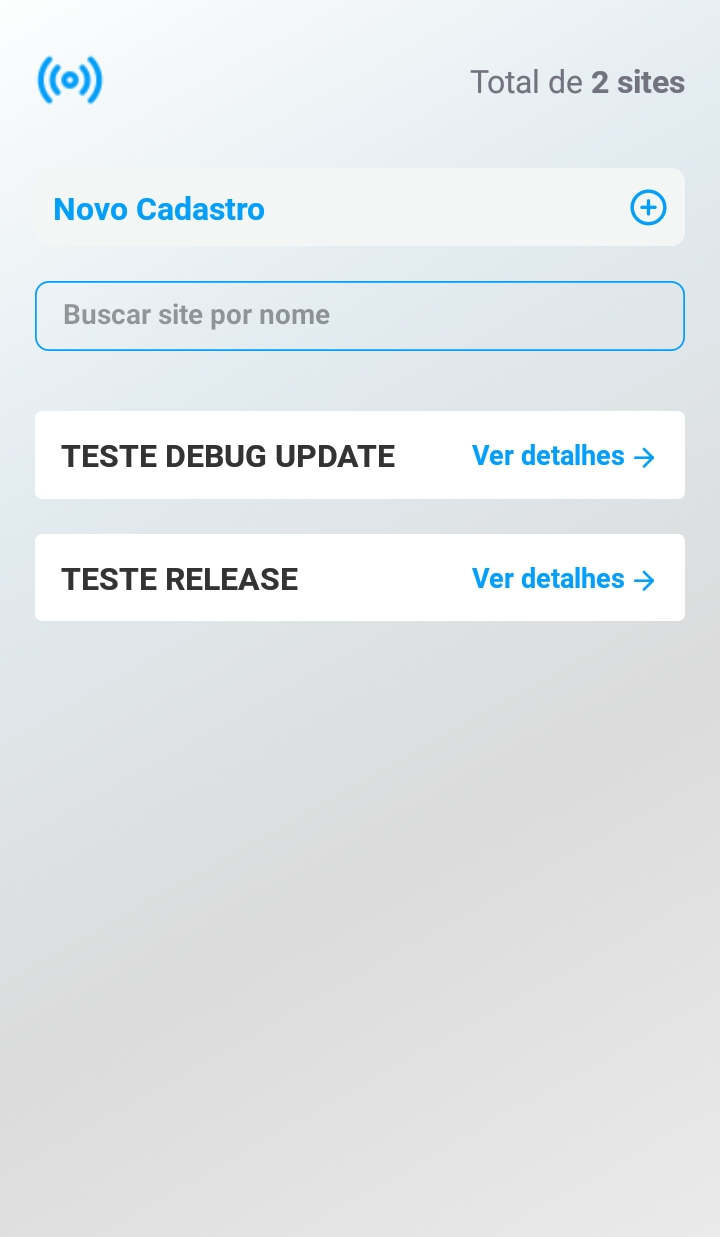 Total de 2 sites
Novo Cadastro
Buscar site por nome
TESTE DEBUG UPDATE Ver detalhes →
TESTE RELEASE Ver detalhes →